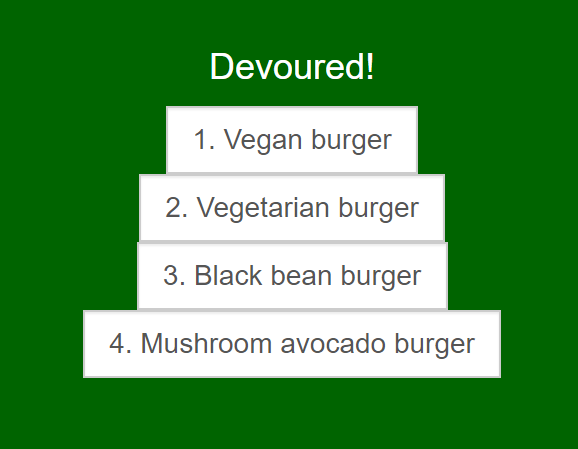 Devoured!
1. Vegan burger
2. Vegetarian burger
3. Black bean burger
4. Mushroom avocado burger